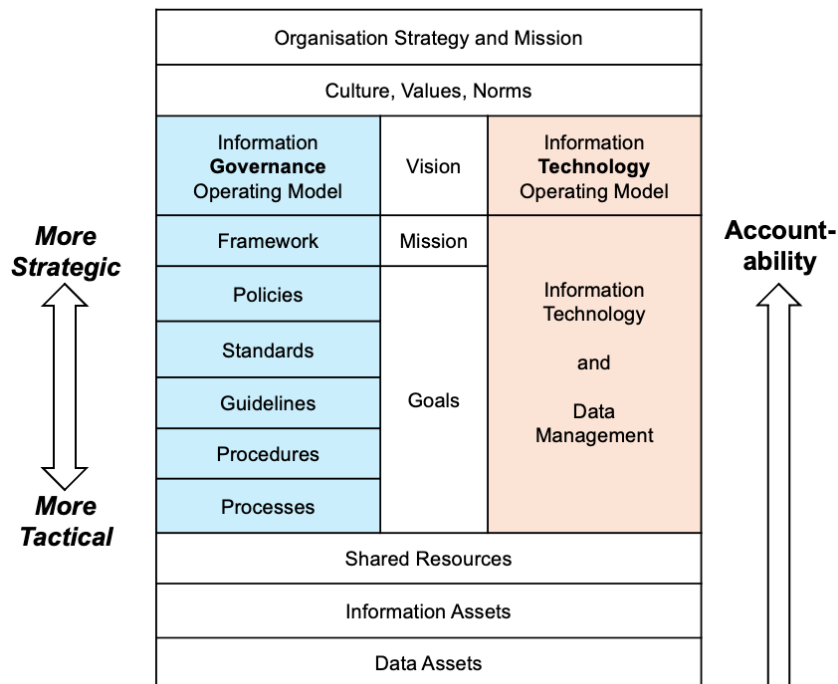 Organisation Strategy and Mission
Culture, Values, Norms
Information
Governance
Operating Model
Vision
Information
Technology
Operating Model
More
Strategic
Framework
Mission
Account-
ability
Policies
Standards
Guidelines
Procedures
Processes
Goals
Information
Technology
and
Data
Management
More
Tactical
Shared Resources
Information Assets
Data Assets